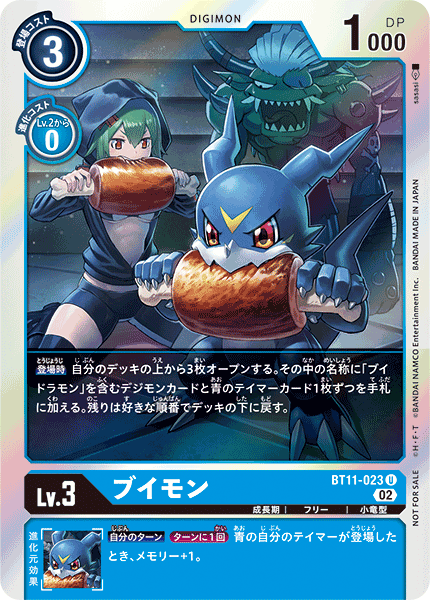 登場コスト
3
DIGIMON
DP
1000
進化コスト
Lv.2から
0
sasasi
©H・F・T ©BANDAI NAMCO Entertainment Inc. BANDAI MADE IN JAPAN
NOT FOR SALE
登場時 自分のデッキの上から3枚オープンする。その中の名称に「ブイ
ドラモン」を含むデジモンカードと青のテイマーカード1枚ずつを手札
に加える。残りは好きな順番でデッキの下に戻す。
BT11-023 U
02
Lv.3
ブイモン
成長期 フリー 小竜型
進化元効果
自分のターン ターンに1回 青の自分のテイマーが登場した
とき、メモリー+1。